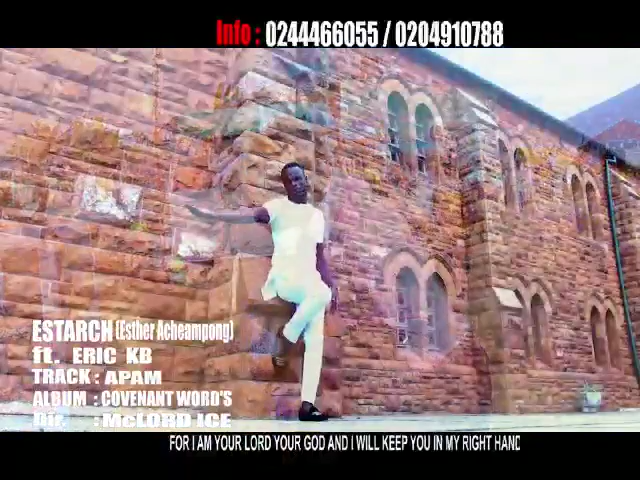 Info : 0244466055 / 0204910788
ESTARCH (Esther Acheampong)
ft. ERIC KB
TRACK : APAM
ALBUM : COVENANT WORD'S
Dir. : McLORD ICE
FOR I AM YOUR LORD YOUR GOD AND I WILL KEEP YOU IN MY RIGHT HAND